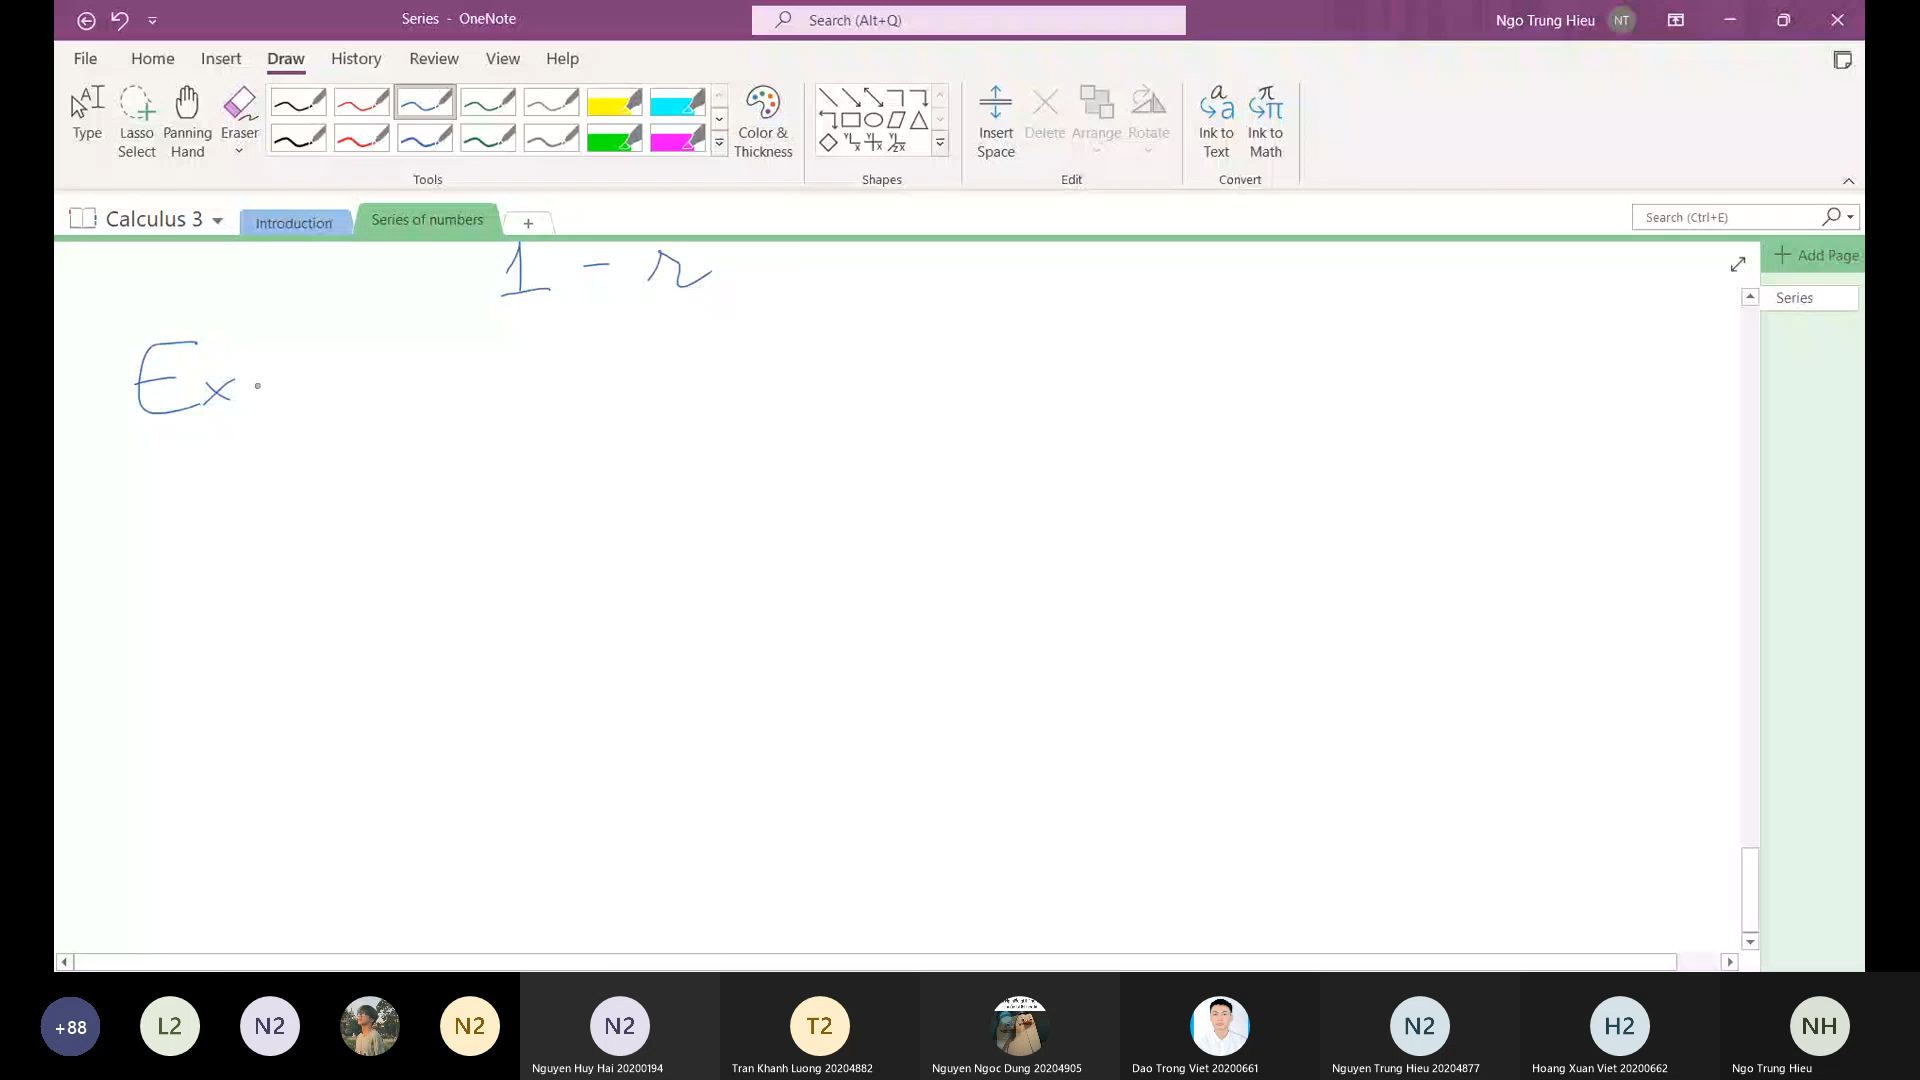 Series - OneNote
Search (Alt+Q)
Ngo Trung Hieu NT
File Home Insert Draw History Review View Help
Type
Lasso Select
Panning Hand
Eraser
Color & Thickness
Insert Space
Delete
Arrange
Rotate
Ink to Text
Ink to Math
Tools
Shapes
Edit
Convert
Calculus 3
Introduction
Series of numbers
+
Search (Ctrl+E)
Add Page
Series
1 - r
Ex
+88
L2
N2
N2
N2
T2
N2
H2
NH
Nguyen Huy Hai 20200194
Tran Khanh Luong 20204882
Nguyen Ngoc Dung 20204905
Dao Trong Viet 20200661
Nguyen Trung Hieu 20204877
Hoang Xuan Viet 20200662
Ngo Trung Hieu